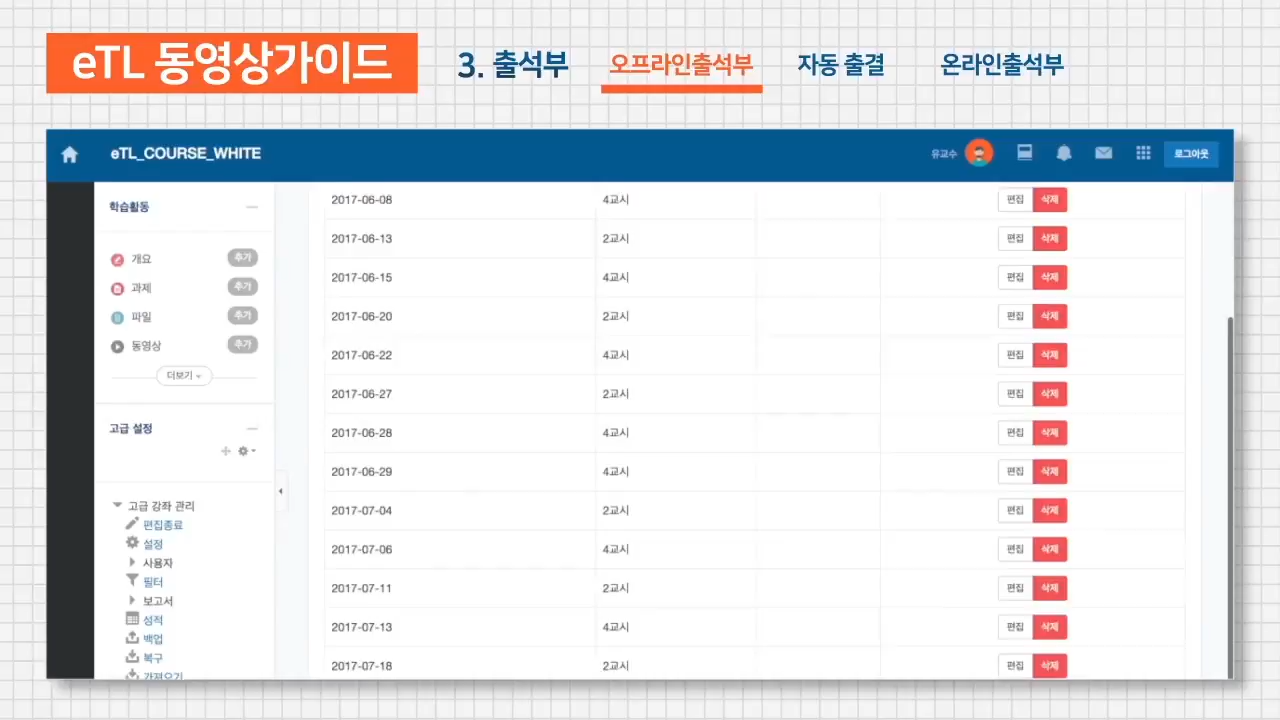 eTL 동영상가이드
3. 출석부
오프라인출석부
자동 출결
온라인출석부
eTL_COURSE_WHITE
유교수
로그아웃
학습활동
개요 추가
과제 추가
파일 추가
동영상 추가
더보기
고급 설정
고급 강좌 관리
편집종료
설정
사용자
필터
보고서
성적
백업
복구
가져오기
2017-06-08 4교시 편집 삭제
2017-06-13 2교시 편집 삭제
2017-06-15 4교시 편집 삭제
2017-06-20 2교시 편집 삭제
2017-06-22 4교시 편집 삭제
2017-06-27 2교시 편집 삭제
2017-06-28 4교시 편집 삭제
2017-06-29 4교시 편집 삭제
2017-07-04 2교시 편집 삭제
2017-07-06 4교시 편집 삭제
2017-07-11 2교시 편집 삭제
2017-07-13 4교시 편집 삭제
2017-07-18 2교시 편집 삭제